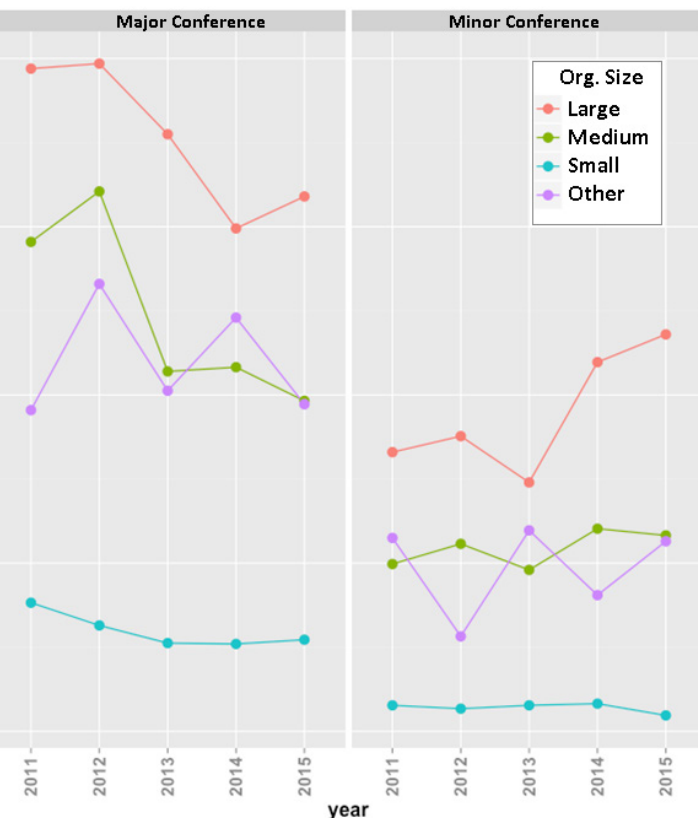 Major Conference
Minor Conference
Org. Size
Large
Medium
Small
Other
2011
2012
2013
2014
2015
2011
2012
2013
2014
2015
year